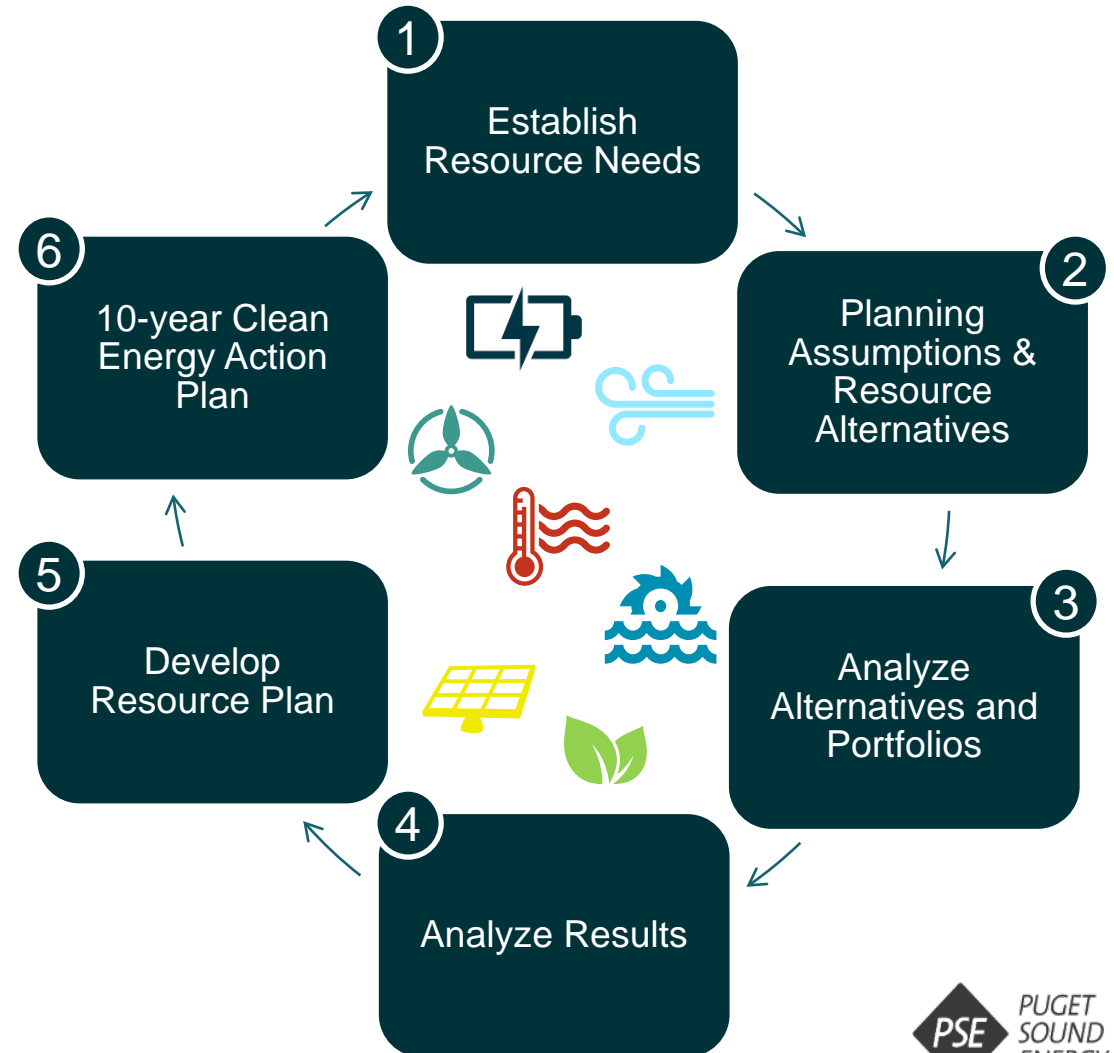 1
Establish
Resource Needs
2
Planning
Assumptions &
Resource
Alternatives
3
Analyze
Alternatives and
Portfolios
4
Analyze Results
5
Develop
Resource Plan
6
10-year Clean
Energy Action
Plan
PSE
PUGET
SOUND
ENERGY